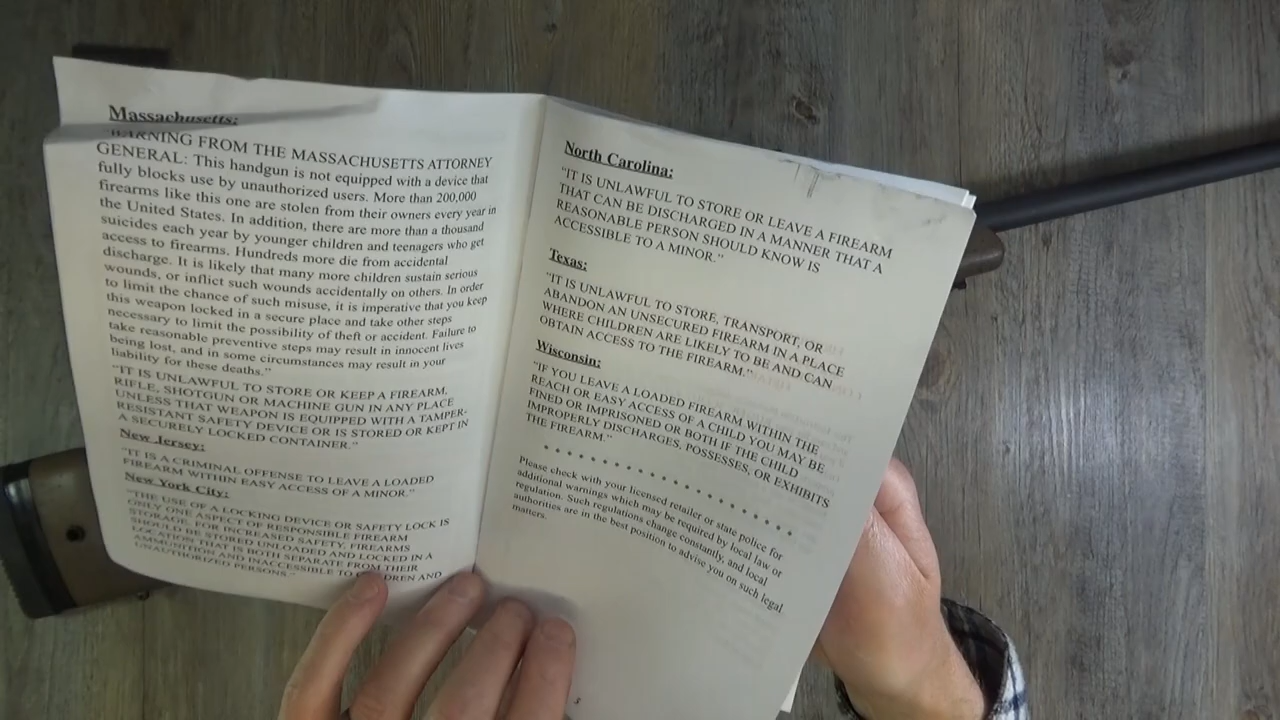 Massachusetts:
"WARNING FROM THE MASSACHUSETTS ATTORNEY
GENERAL: This handgun is not equipped with a device that
fully blocks use by unauthorized users. More than 200,000
firearms like this one are stolen from their owners every year in
the United States. In addition, there are more than a thousand
suicides each year by younger children and teenagers who get
access to firearms. Hundreds more die from accidental
discharge. It is likely that many more children sustain serious
wounds, or inflict such wounds accidentally on others. In order
to limit the chance of such misuse, it is imperative that you keep
this weapon locked in a secure place and take other steps
necessary to limit the possibility of theft or accident. Failure to
take reasonable preventive steps may result in innocent lives
being lost, and in some circumstances may result in your
liability for these deaths."
"IT IS UNLAWFUL TO STORE OR KEEP A FIREARM,
RIFLE, SHOTGUN OR MACHINE GUN IN ANY PLACE
UNLESS THAT WEAPON IS EQUIPPED WITH A TAMPER-
RESISTANT SAFETY DEVICE OR IS STORED OR KEPT IN
A SECURELY LOCKED CONTAINER."
New Jersey:
"IT IS A CRIMINAL OFFENSE TO LEAVE A LOADED
FIREARM WITHIN EASY ACCESS OF A MINOR."
New York City:
"THE USE OF A LOCKING DEVICE OR SAFETY LOCK IS
ONLY ONE ASPECT OF RESPONSIBLE FIREARM
STORAGE. FOR INCREASED SAFETY, FIREARMS
SHOULD BE STORED UNLOADED AND LOCKED IN A
LOCATION THAT IS BOTH SEPARATE FROM THEIR
AMMUNITION AND INACCESSIBLE TO CHILDREN AND
UNAUTHORIZED PERSONS."
North Carolina:
"IT IS UNLAWFUL TO STORE OR LEAVE A FIREARM
THAT CAN BE DISCHARGED IN A MANNER THAT A
REASONABLE PERSON SHOULD KNOW IS
ACCESSIBLE TO A MINOR."
Texas:
"IT IS UNLAWFUL TO STORE, TRANSPORT, OR
ABANDON AN UNSECURED FIREARM IN A PLACE
WHERE CHILDREN ARE LIKELY TO BE AND CAN
OBTAIN ACCESS TO THE FIREARM."
Wisconsin:
"IF YOU LEAVE A LOADED FIREARM WITHIN THE
REACH OR EASY ACCESS OF A CHILD YOU MAY BE
FINED OR IMPRISONED OR BOTH IF THE CHILD
IMPROPERLY DISCHARGES, POSSESSES, OR EXHIBITS
THE FIREARM."
Please check with your licensed retailer or state police for
additional warnings which may be required by local law or
regulation. Such regulations change constantly, and local
authorities are in the best position to advise you on such legal
matters.
5